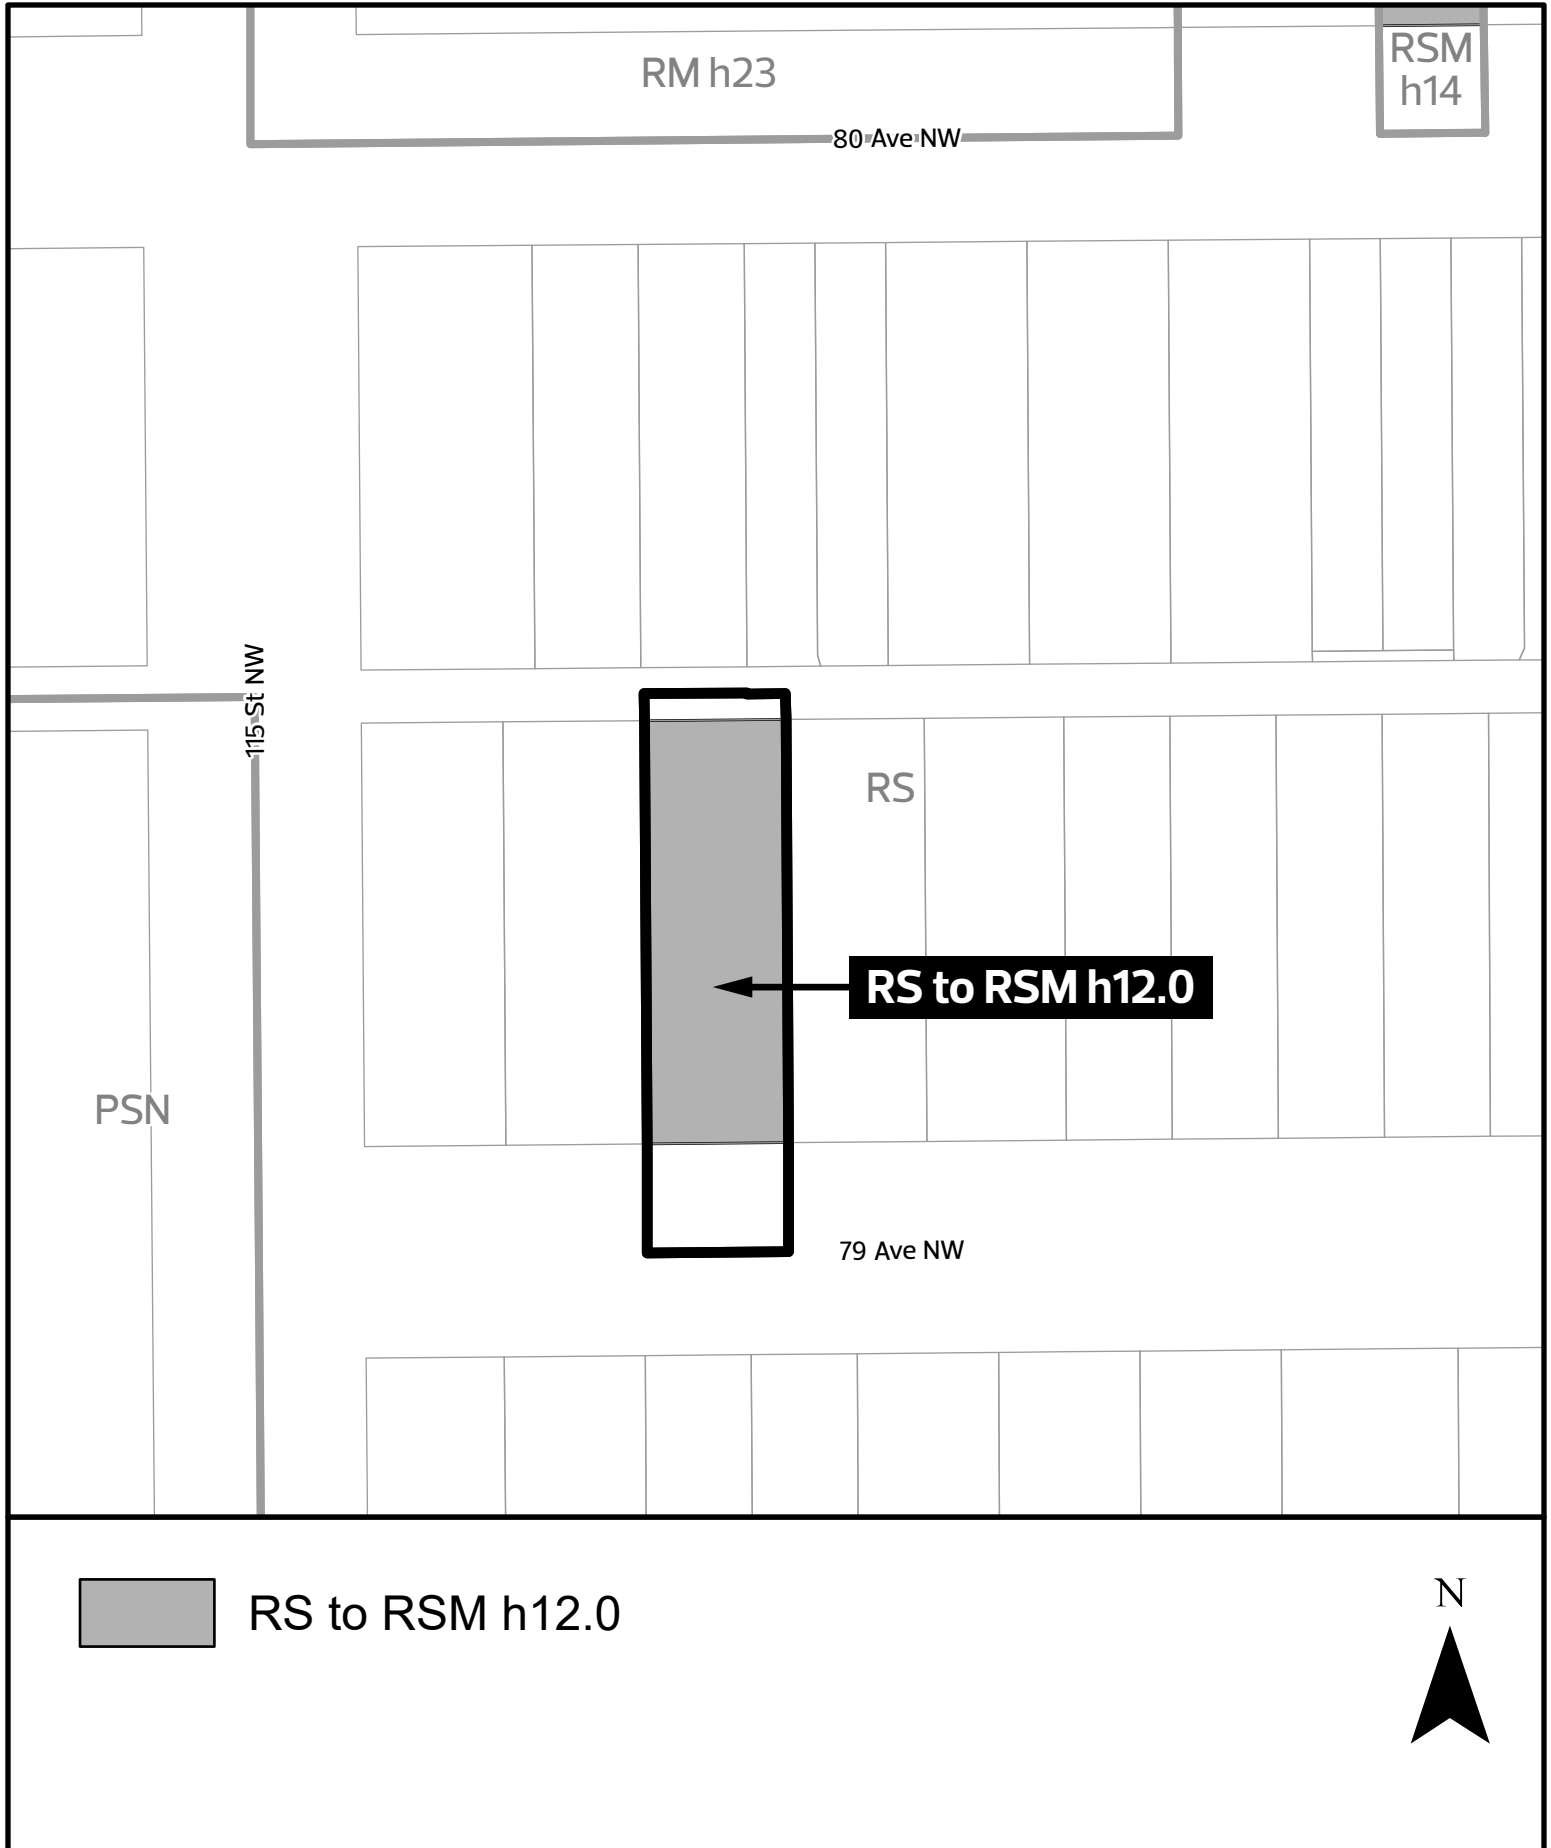 RM h23
RSM
h14
80 Ave NW
115 St NW
RS
RS to RSM h12.0
PSN
79 Ave NW
RS to RSM h12.0
N